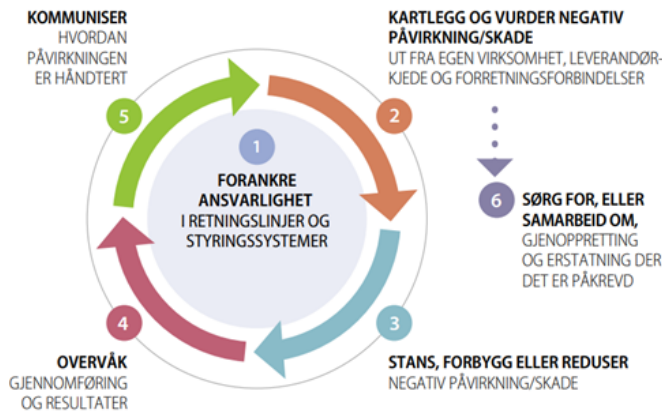 1
FORANKRE
ANSVARLIGHET
I RETNINGSLINJER OG
STYRINGSSYSTEMER
2
KARTLEGG OG VURDER NEGATIV
PÅVIRKNING/SKADE
UT FRA EGEN VIRKSOMHET, LEVERANDØR-
KJEDE OG FORRETNINGSFORBINDELSER
3
STANS, FORBYGG ELLER REDUSER
NEGATIV PÅVIRKNING/SKADE
4
OVERVÅK
GJENNOMFØRING
OG RESULTATER
5
KOMMUNISER
HVORDAN
PÅVIRKNINGEN
ER HÅNDTERT
6
SØRG FOR, ELLER
SAMARBEID OM,
GJENOPPRETTING
OG ERSTATNING DER
DET ER PÅKREVD